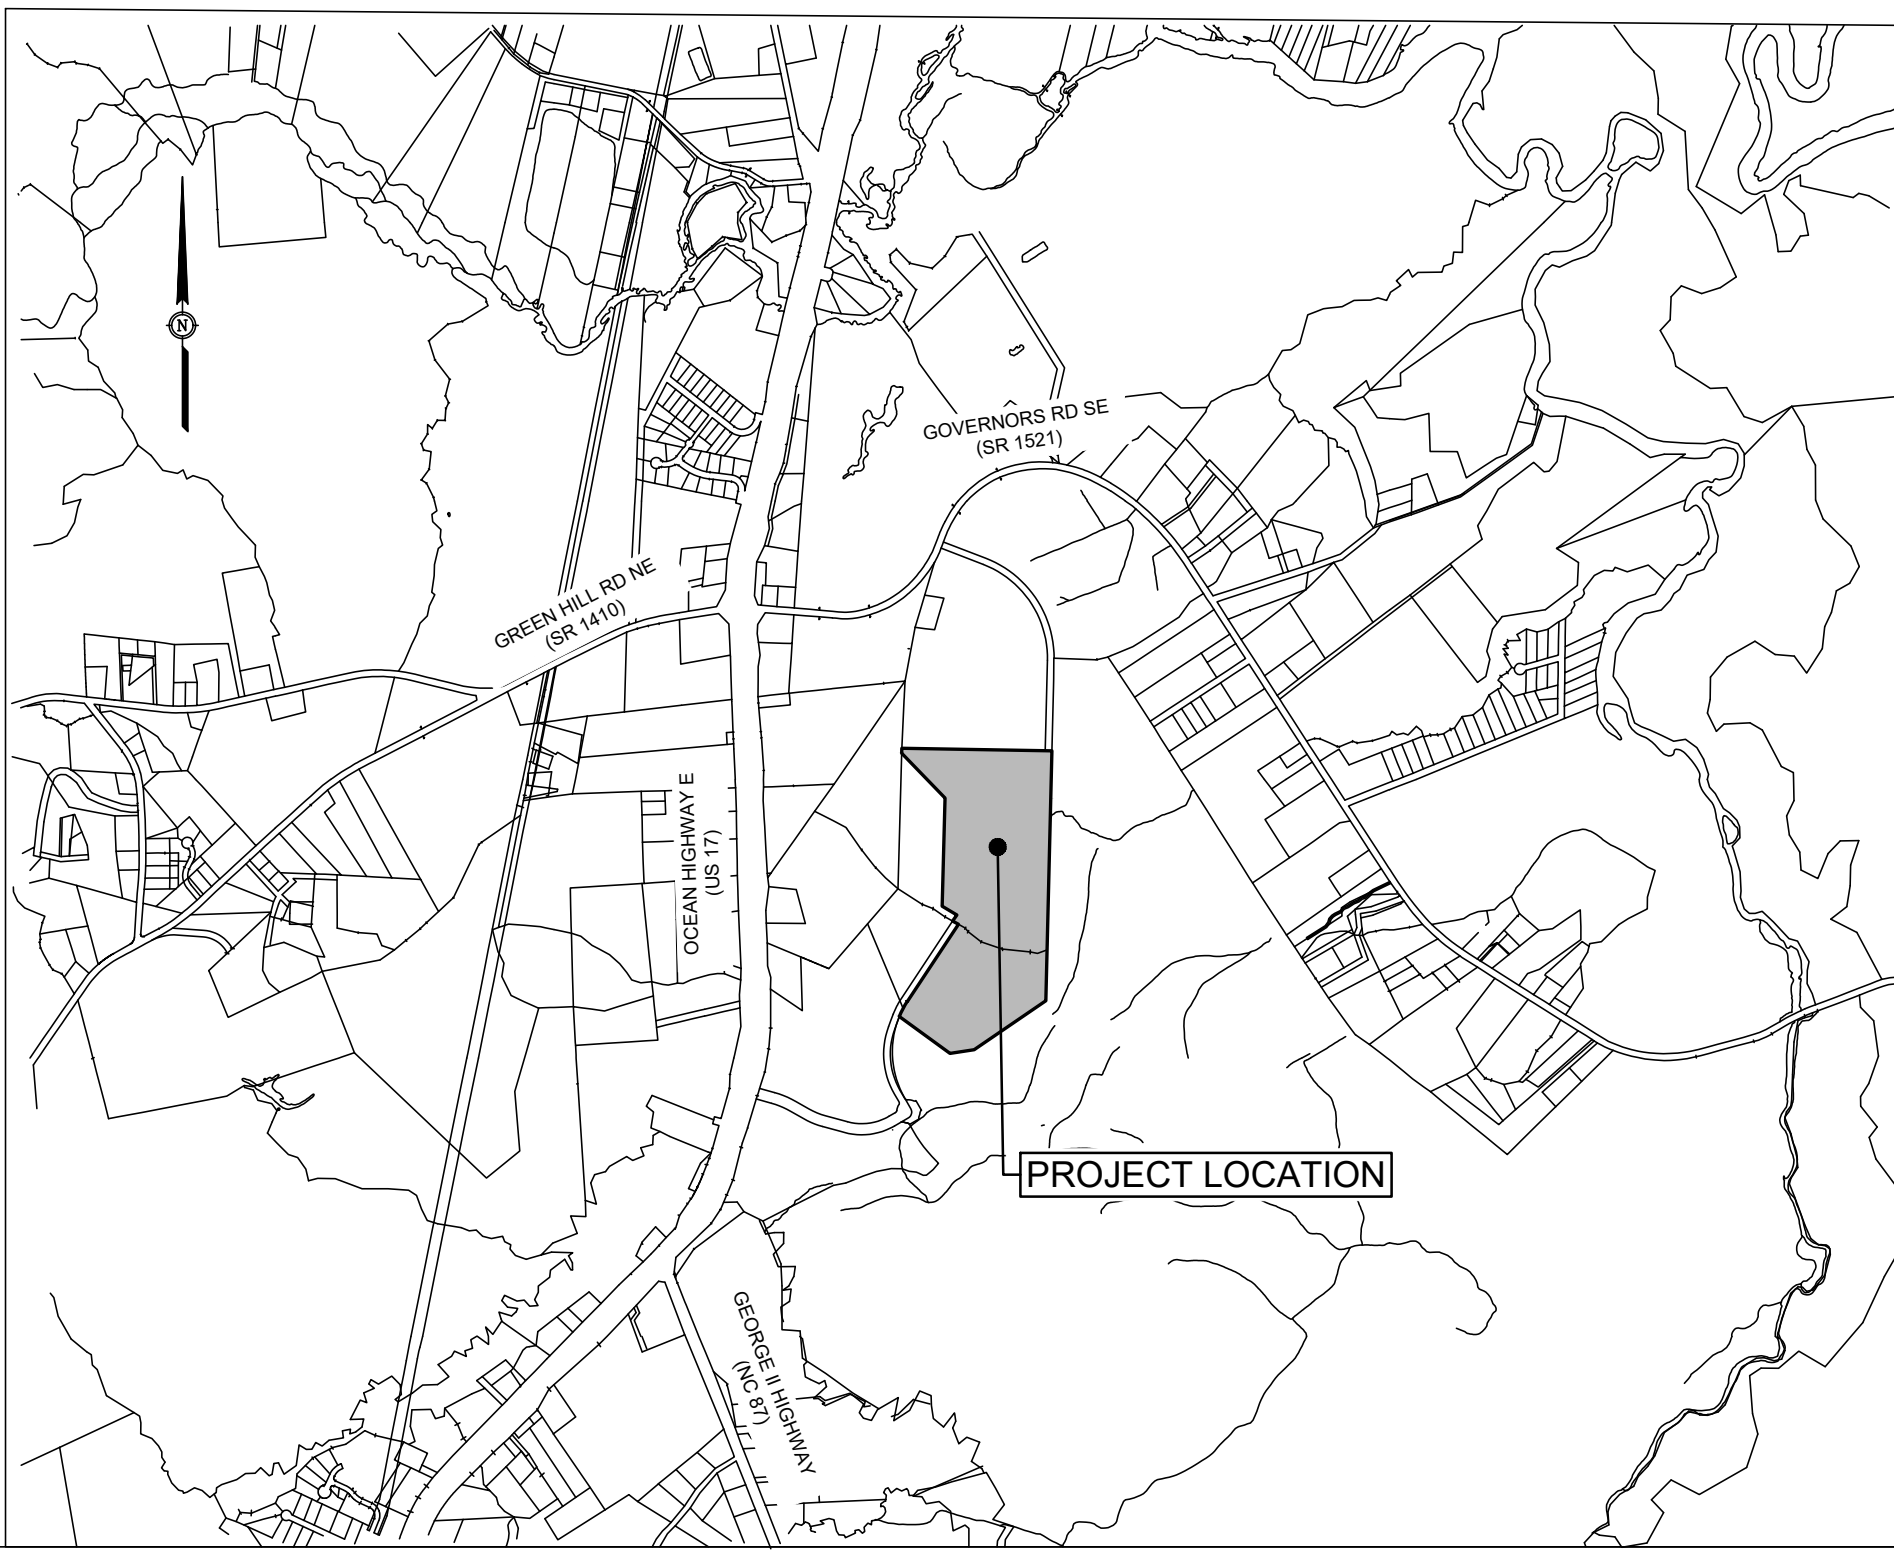 N
GOVERNORS RD SE
(SR 1521)
GREEN HILL RD NE
(SR 1410)
OCEAN HIGHWAY E
(US 17)
PROJECT LOCATION
GEORGE II HIGHWAY
(NC 87)